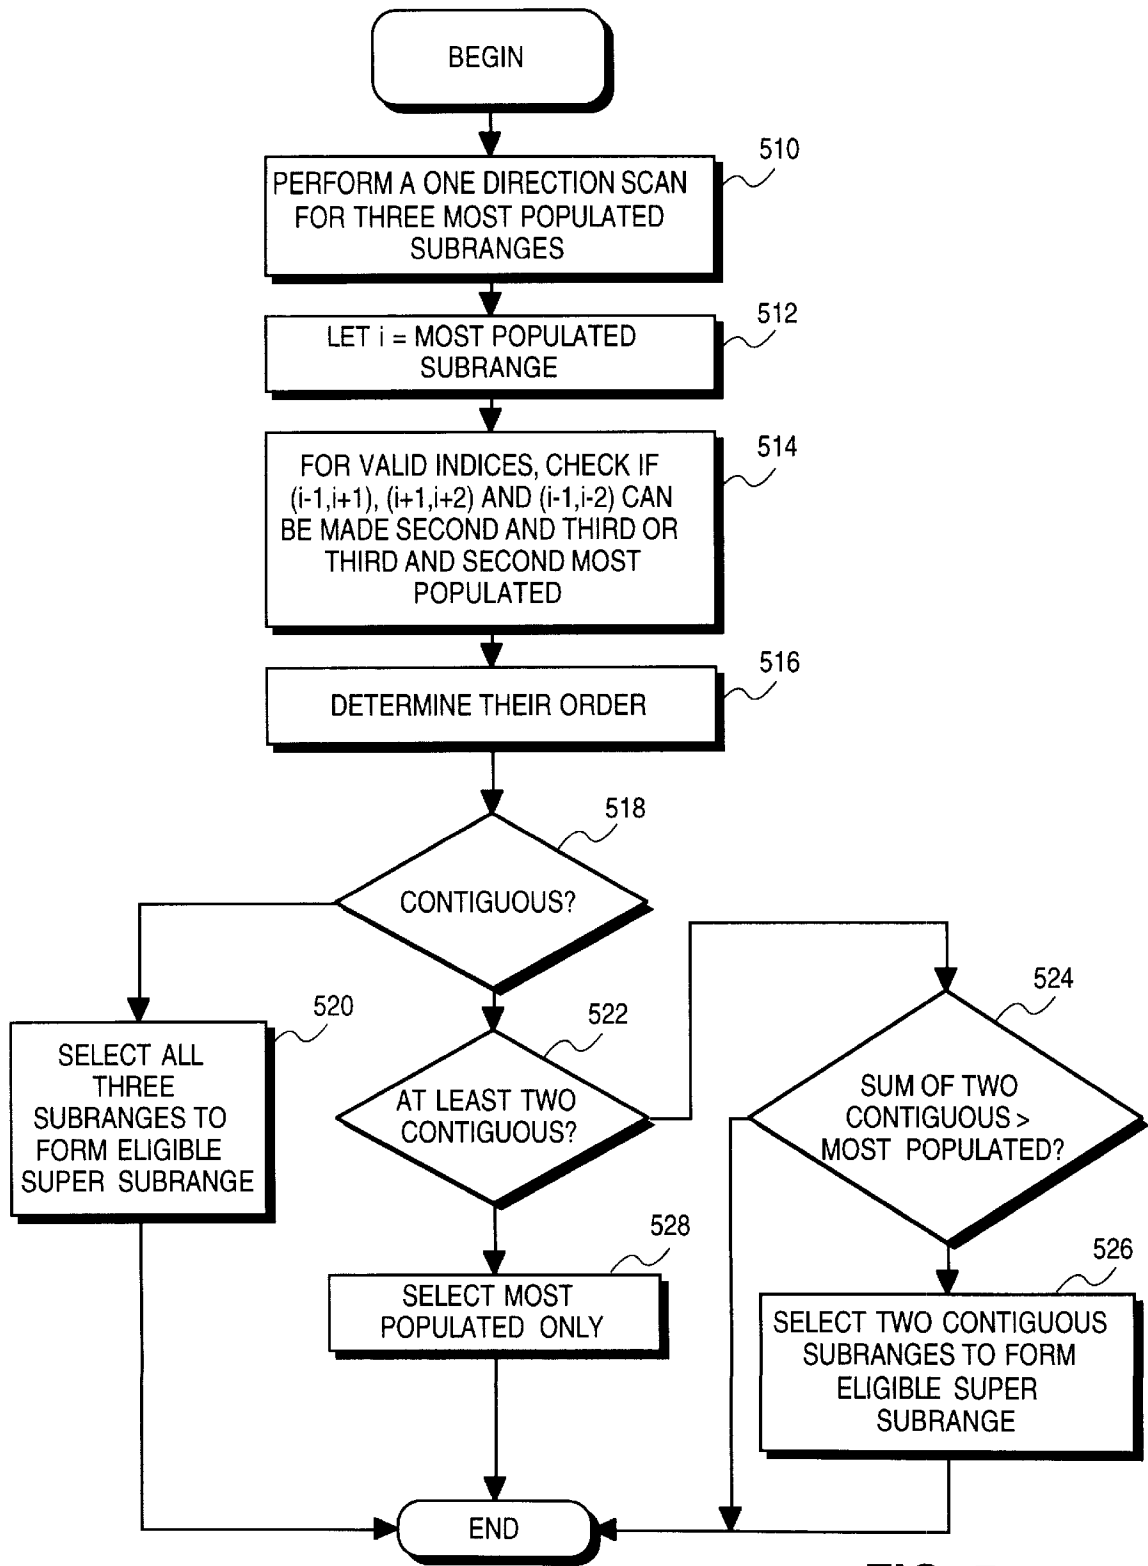 BEGIN
510
PERFORM A ONE DIRECTION SCAN
FOR THREE MOST POPULATED
SUBRANGES
512
LET i = MOST POPULATED
SUBRANGE
514
FOR VALID INDICES, CHECK IF
(i-1,i+1), (i+1,i+2) AND (i-1,i-2) CAN
BE MADE SECOND AND THIRD OR
THIRD AND SECOND MOST
POPULATED
516
DETERMINE THEIR ORDER
518
CONTIGUOUS?
520
SELECT ALL
THREE
SUBRANGES TO
FORM ELIGIBLE
SUPER SUBRANGE
522
AT LEAST TWO
CONTIGUOUS?
524
SUM OF TWO
CONTIGUOUS >
MOST POPULATED?
528
SELECT MOST
POPULATED ONLY
526
SELECT TWO CONTIGUOUS
SUBRANGES TO FORM
ELIGIBLE SUPER
SUBRANGE
END